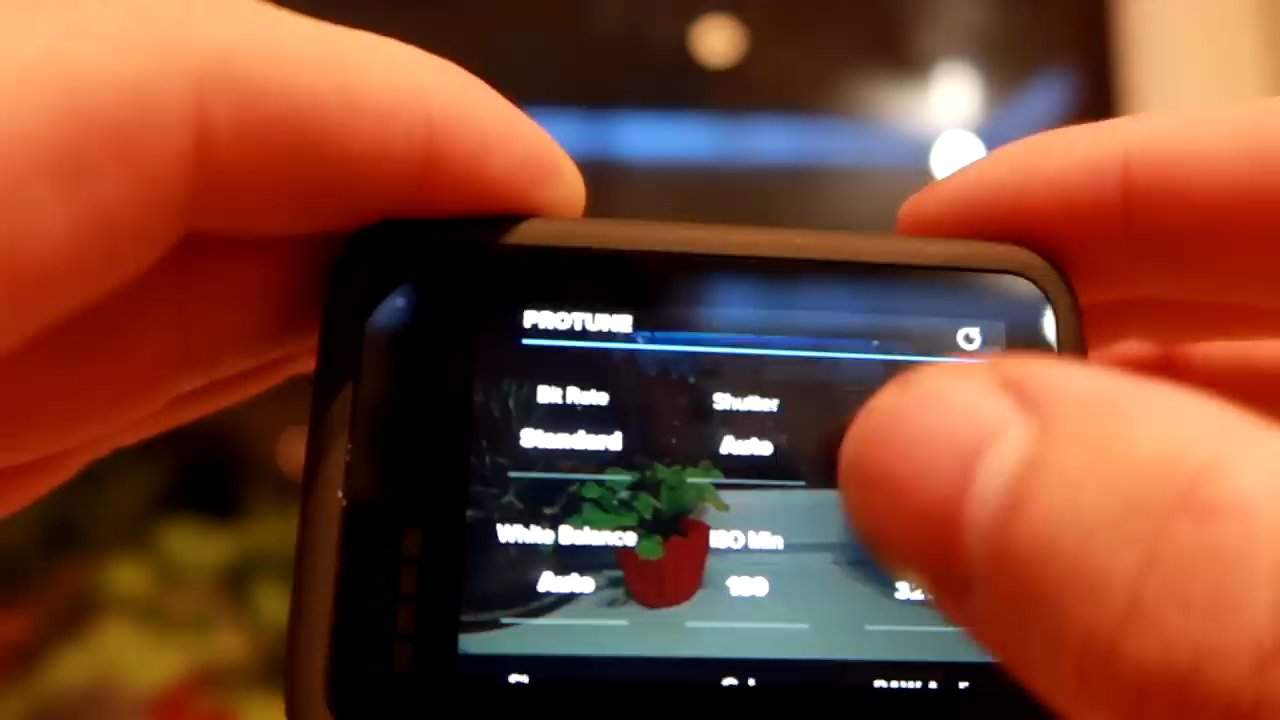 PROTUNE
Bit Rate Shutter
Standard Auto
White Balance ISO Min
Auto 100